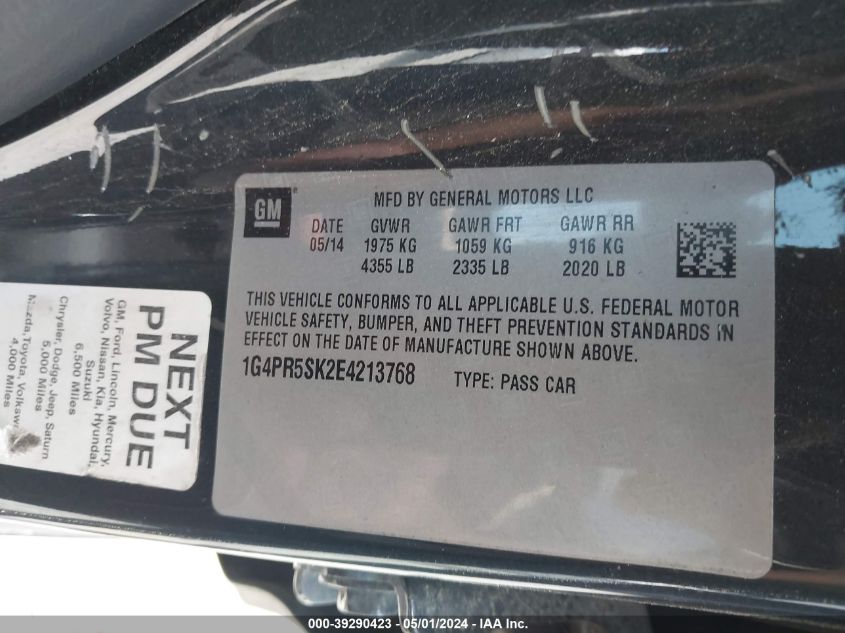 GM
MFD BY GENERAL MOTORS LLC
DATE GVWR GAWR FRT GAWR RR
05/14 1975 KG 1059 KG 916 KG
4355 LB 2335 LB 2020 LB
THIS VEHICLE CONFORMS TO ALL APPLICABLE U.S. FEDERAL MOTOR
VEHICLE SAFETY, BUMPER, AND THEFT PREVENTION STANDARDS IN
EFFECT ON THE DATE OF MANUFACTURE SHOWN ABOVE.
1G4PR5SK2E4213768 TYPE: PASS CAR
NEXT
PM DUE
GM, Ford, Lincoln, Mercury,
Volvo, Nissan, Kia, Hyundai,
Suzuki
6,500 Miles
Chrysler, Dodge, Jeep, Saturn
5,000 Miles
Mazda, Toyota, Volksw
4,000 Miles
000-39290423 - 05/01/2024 - IAA Inc.